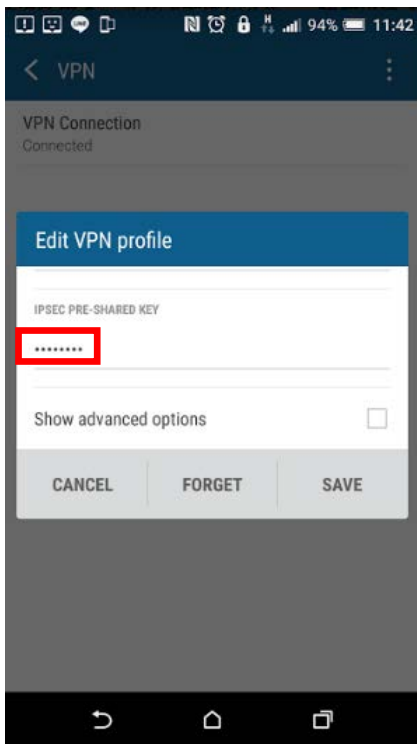 94% 11:42
VPN
VPN Connection
Connected
Edit VPN profile
IPSEC PRE-SHARED KEY
........
Show advanced options
CANCEL FORGET SAVE